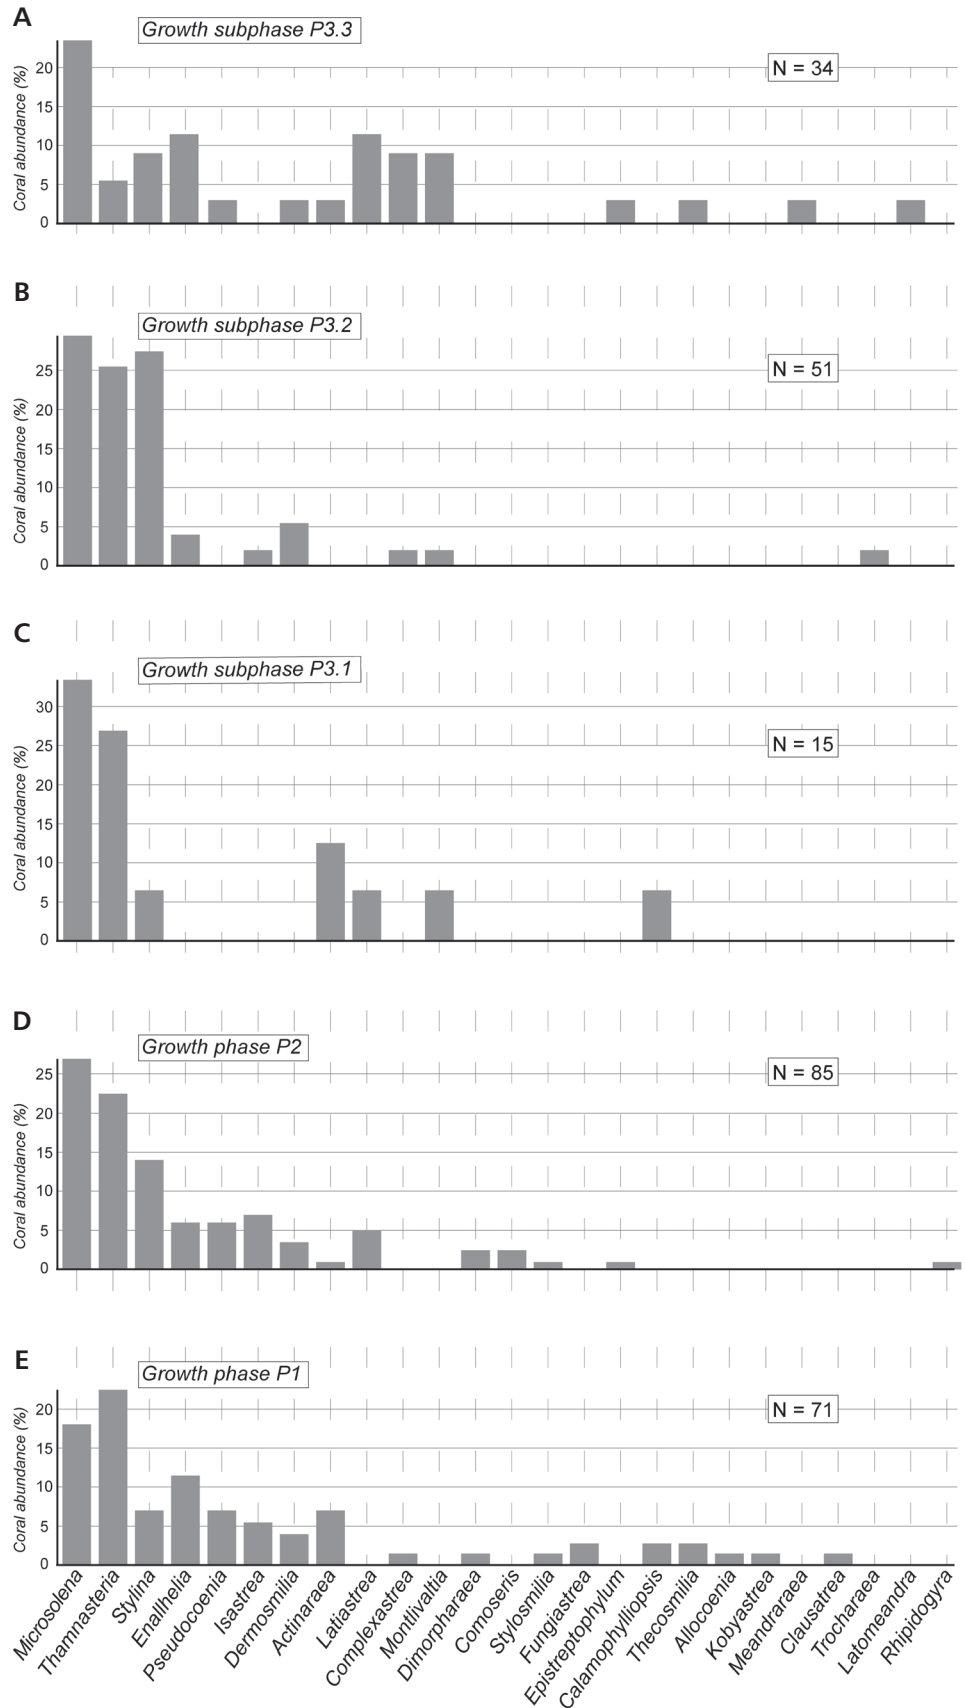 A
Growth subphase P3.3
N = 34
Coral abundance (%)
20
15
10
5
0
B
Growth subphase P3.2
N = 51
Coral abundance (%)
25
20
15
10
5
0
C
Growth subphase P3.1
N = 15
Coral abundance (%)
30
25
20
15
10
5
0
D
Growth phase P2
N = 85
Coral abundance (%)
25
20
15
10
5
0
E
Growth phase P1
N = 71
Coral abundance (%)
20
15
10
5
0
Microsolena
Thamnasteria
Stylina
Enallhelia
Pseudocoenia
Isastrea
Dermosmilia
Actinaraea
Latiastrea
Complexastrea
Montlivaltia
Dimorpharaea
Comoseris
Stylosmilia
Fungiastrea
Epistreptophylum
Calamophylliopsis
Thecosmilia
Allocoenia
Kobyastrea
Meandraraea
Clausatrea
Trocharaea
Latomeandra
Rhipidogyra